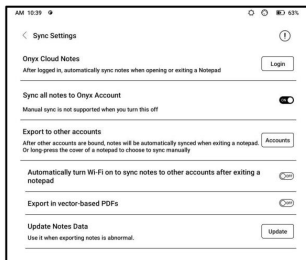 AM 10:39 63%
Sync Settings
Onyx Cloud Notes
After logged in, automatically sync notes when opening or exiting a Notepad
Login
Sync all notes to Onyx Account
Manual sync is not supported when you turn this off
ON
Export to other accounts
After other accounts are bound, notes will be automatically synced when exiting a notepad.
Or long-press the cover of a notepad to choose to sync manually
Accounts
Automatically turn Wi-Fi on to sync notes to other accounts after exiting a
notepad
OFF
Export in vector-based PDFs
OFF
Update Notes Data
Use it when exporting notes is abnormal.
Update